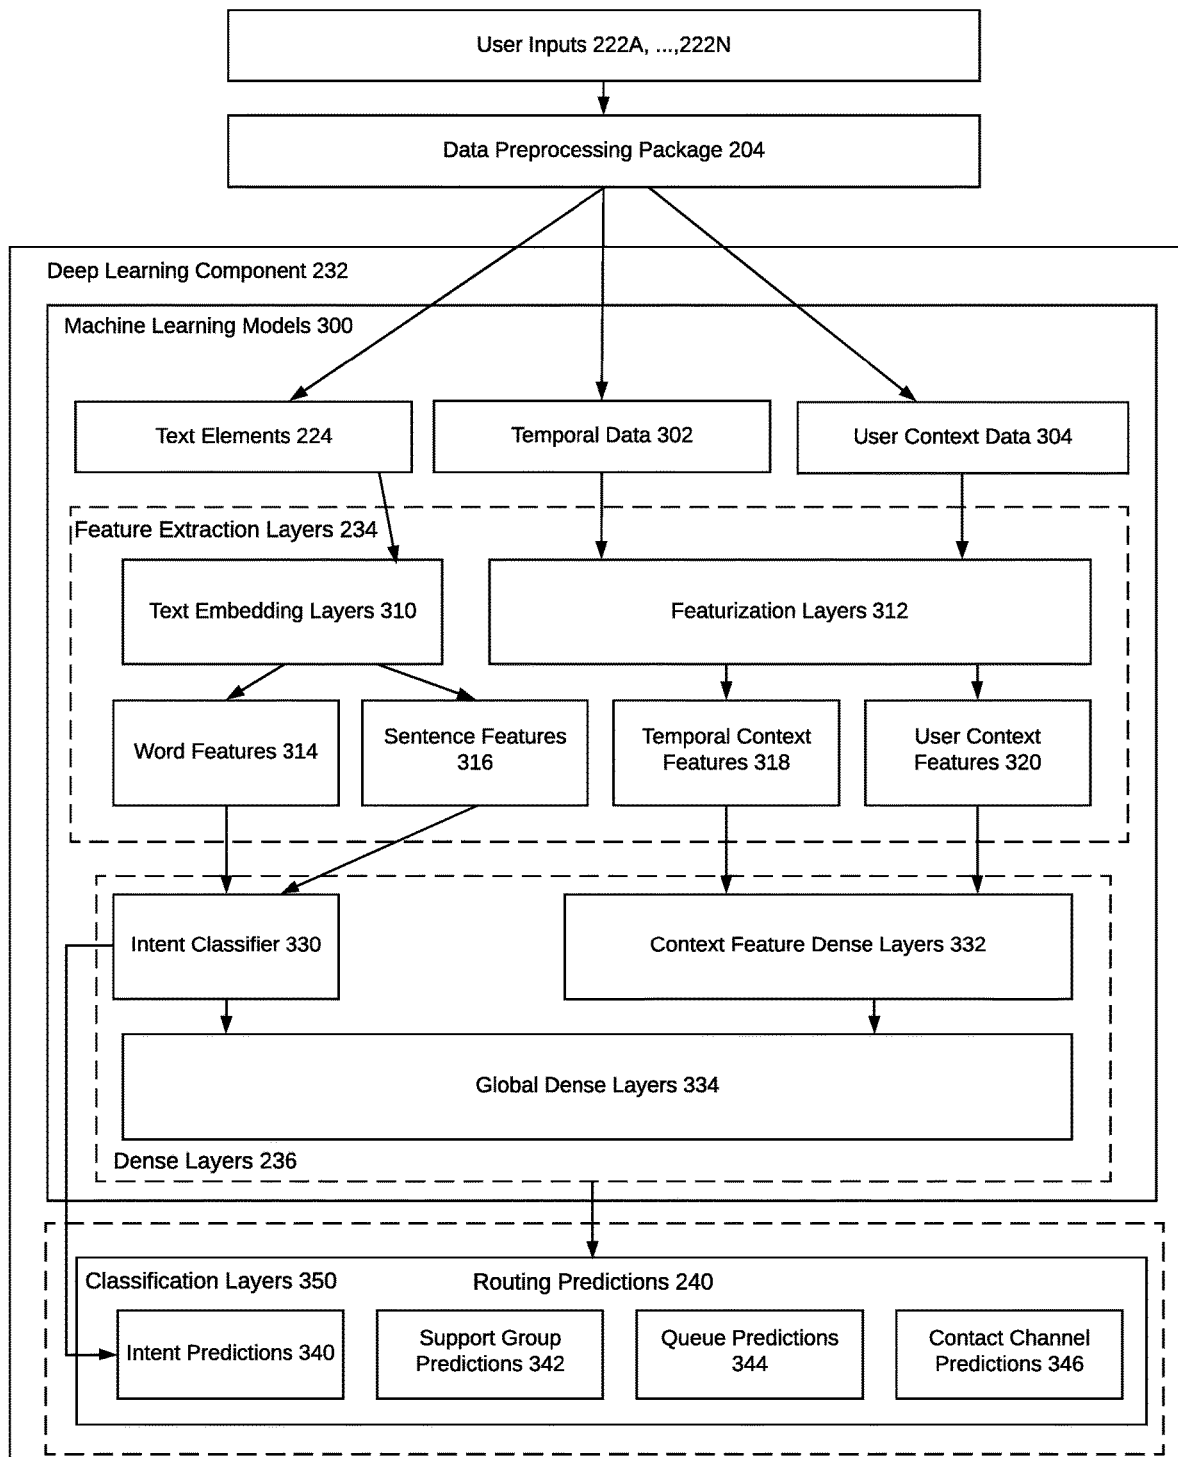 User Inputs 222A, ...,222N
Data Preprocessing Package 204
Deep Learning Component 232
Machine Learning Models 300
Text Elements 224
Temporal Data 302
User Context Data 304
Feature Extraction Layers 234
Text Embedding Layers 310
Featurization Layers 312
Word Features 314
Sentence Features
316
Temporal Context
Features 318
User Context
Features 320
Intent Classifier 330
Context Feature Dense Layers 332
Global Dense Layers 334
Dense Layers 236
Classification Layers 350
Routing Predictions 240
Intent Predictions 340
Support Group
Predictions 342
Queue Predictions
344
Contact Channel
Predictions 346